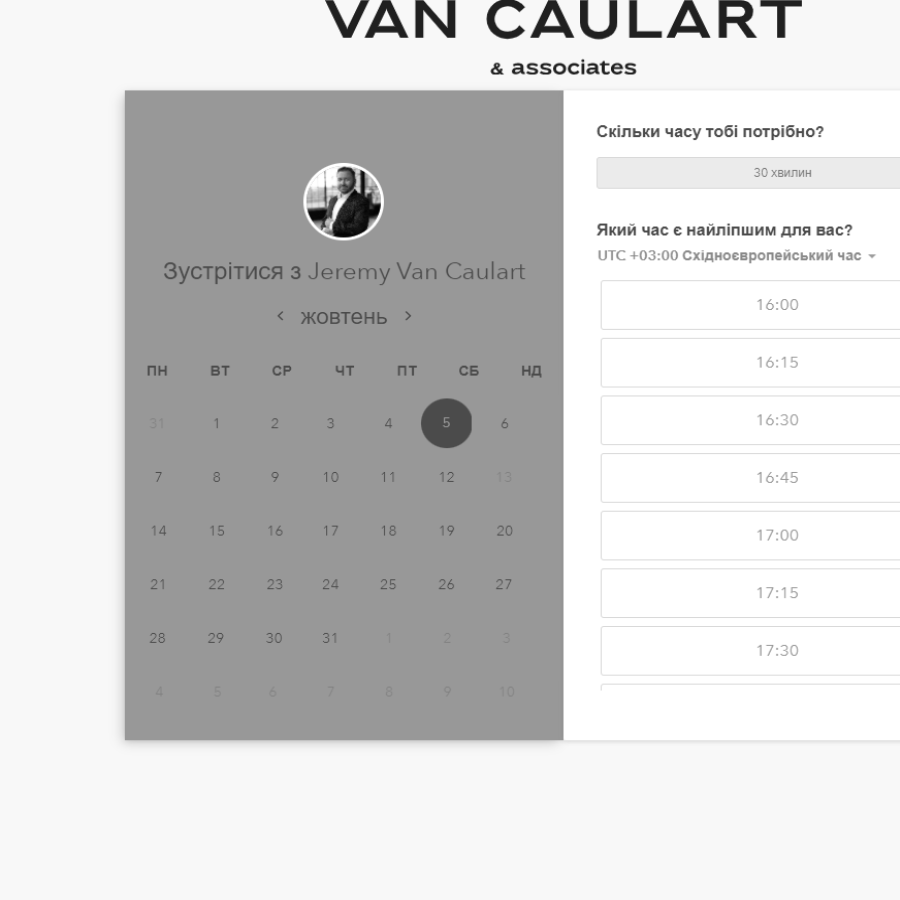 VAN CAULART
& associates
Зустрітися з Jeremy Van Caulart
жовтень
ПН ВТ СР ЧТ ПТ СБ НД
31 1 2 3 4 5 6
7 8 9 10 11 12 13
14 15 16 17 18 19 20
21 22 23 24 25 26 27
28 29 30 31 1 2 3
4 5 6 7 8 9 10
Скільки часу тобі потрібно?
30 хвилин
Який час є найліпшим для вас?
UTC +03:00 Східноєвропейський час
16:00
16:15
16:30
16:45
17:00
17:15
17:30